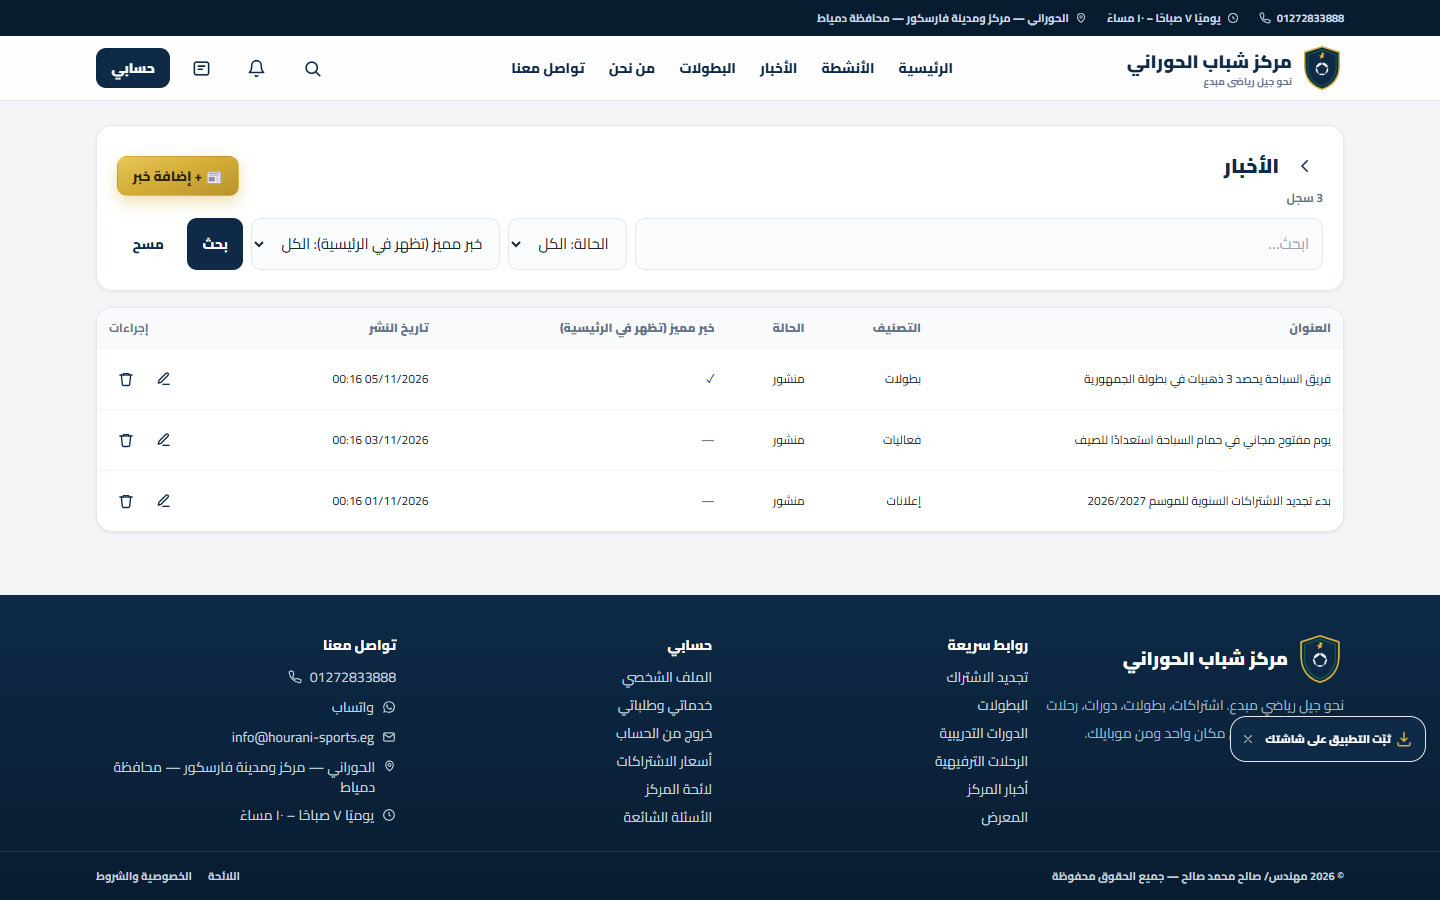 01272833888
يوميًا ٧ صباحًا – ١٠ مساءً
الحوراني — مركز ومدينة فارسكور — محافظة دمياط
مركز شباب الحوراني
نحو جيل رياضي مبدع
الرئيسية
الأنشطة
الأخبار
البطولات
من نحن
تواصل معنا
حسابي
الأخبار
3 سجل
+ إضافة خبر
ابحث...
الحالة: الكل
خبر مميز (تظهر في الرئيسية): الكل
بحث
مسح
العنوان التصنيف الحالة خبر مميز (تظهر في الرئيسية) تاريخ النشر إجراءات
فريق السباحة يحصد 3 ذهبيات في بطولة الجمهورية بطولات منشور ✓ 05/11/2026 00:16
يوم مفتوح مجاني في حمام السباحة استعدادًا للصيف فعاليات منشور — 03/11/2026 00:16
بدء تجديد الاشتراكات السنوية للموسم 2026/2027 إعلانات منشور — 01/11/2026 00:16
مركز شباب الحوراني
نحو جيل رياضي مبدع. اشتراكات، بطولات، دورات، رحلات
مكان واحد ومن موبايلك.
ثبّت التطبيق على شاشتك
روابط سريعة
تجديد الاشتراك
البطولات
الدورات التدريبية
الرحلات الترفيهية
أخبار المركز
المعرض
حسابي
الملف الشخصي
خدماتي وطلباتي
خروج من الحساب
أسعار الاشتراكات
لائحة المركز
الأسئلة الشائعة
تواصل معنا
01272833888
واتساب
info@hourani-sports.eg
الحوراني — مركز ومدينة فارسكور — محافظة
دمياط
يوميًا ٧ صباحًا – ١٠ مساءً
© 2026 مهندس/ صالح محمد صالح — جميع الحقوق محفوظة
اللائحة
الخصوصية والشروط